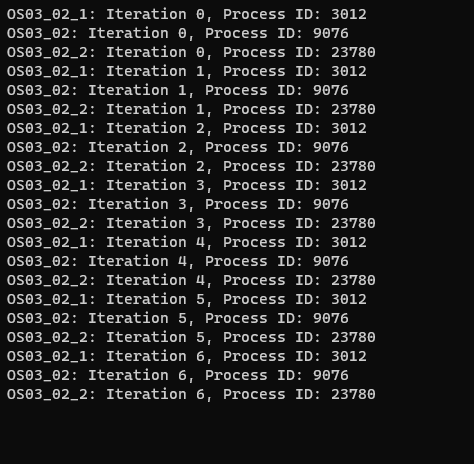 OS03_02_1: Iteration 0, Process ID: 3012
OS03_02: Iteration 0, Process ID: 9076
OS03_02_2: Iteration 0, Process ID: 23780
OS03_02_1: Iteration 1, Process ID: 3012
OS03_02: Iteration 1, Process ID: 9076
OS03_02_2: Iteration 1, Process ID: 23780
OS03_02_1: Iteration 2, Process ID: 3012
OS03_02: Iteration 2, Process ID: 9076
OS03_02_2: Iteration 2, Process ID: 23780
OS03_02_1: Iteration 3, Process ID: 3012
OS03_02: Iteration 3, Process ID: 9076
OS03_02_2: Iteration 3, Process ID: 23780
OS03_02_1: Iteration 4, Process ID: 3012
OS03_02: Iteration 4, Process ID: 9076
OS03_02_2: Iteration 4, Process ID: 23780
OS03_02_1: Iteration 5, Process ID: 3012
OS03_02: Iteration 5, Process ID: 9076
OS03_02_2: Iteration 5, Process ID: 23780
OS03_02_1: Iteration 6, Process ID: 3012
OS03_02: Iteration 6, Process ID: 9076
OS03_02_2: Iteration 6, Process ID: 23780